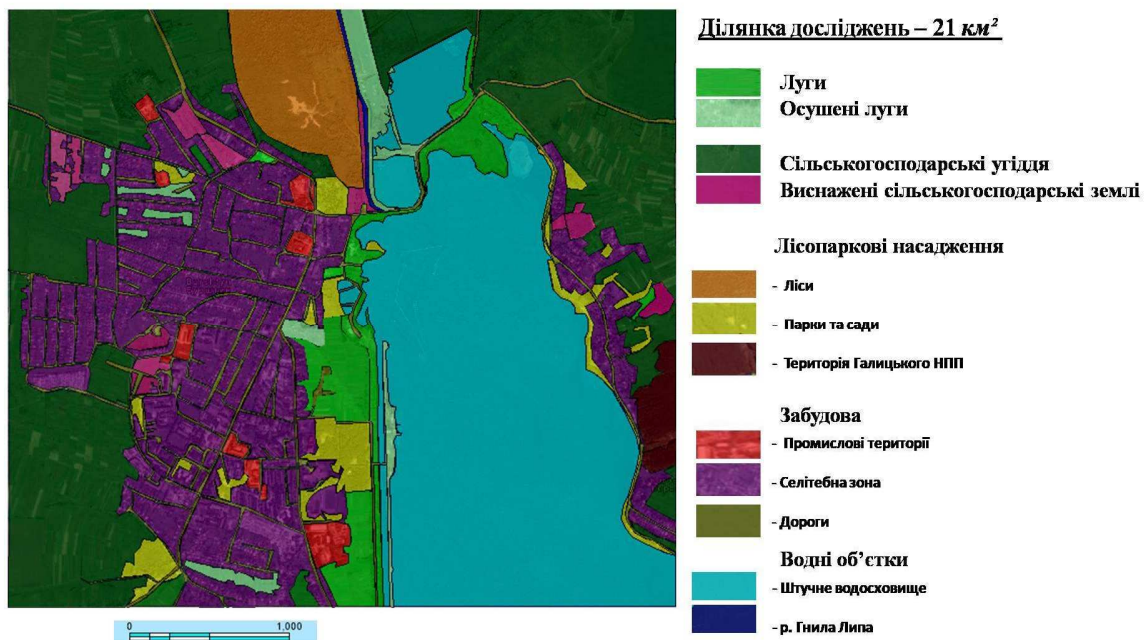 Ділянка досліджень – 21 км²
Луги
Осушені луги
Сільськогосподарські угіддя
Виснажені сільськогосподарські землі
Лісопаркові насадження
- Ліси
- Парки та сади
- Територія Галицького НПП
Забудова
- Промислові території
- Селітебна зона
- Дороги
Водні об’єтки
- Штучне водосховище
- р. Гнила Липа
0 1,000